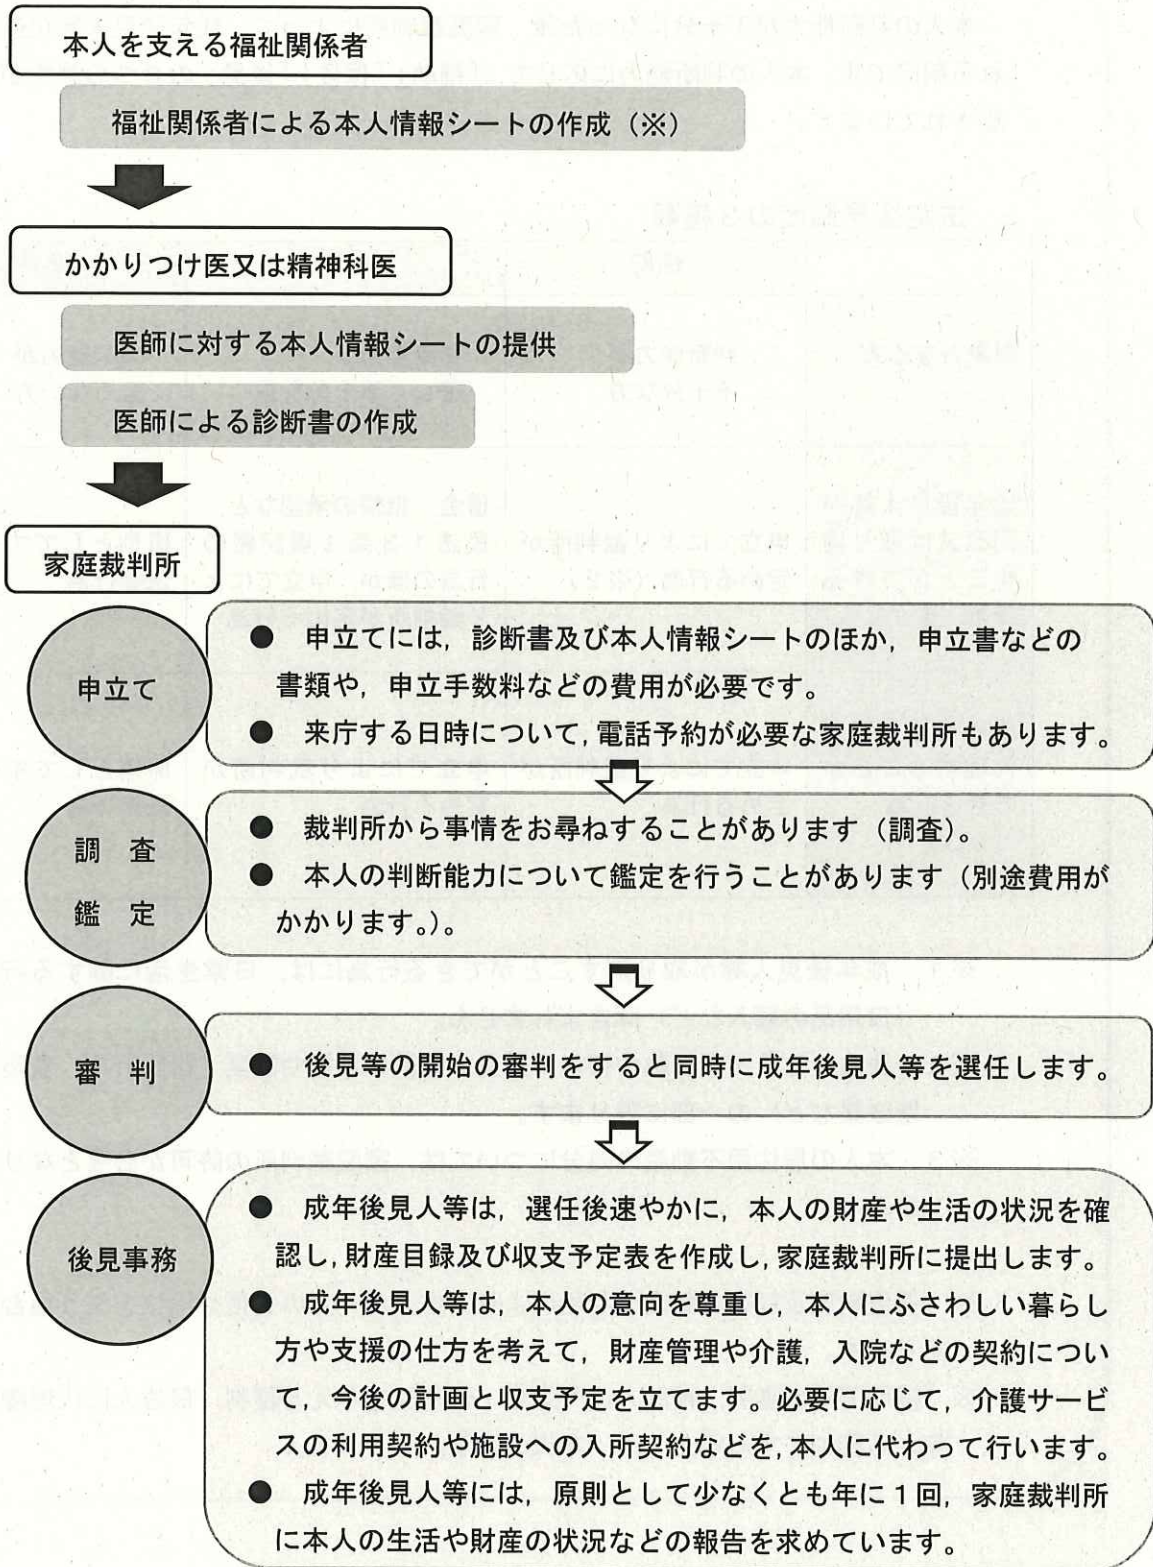 本人を支える福祉関係者
福祉関係者による本人情報シートの作成（※）
かかりつけ医又は精神科医
医師に対する本人情報シートの提供
医師による診断書の作成
家庭裁判所
申立て
● 申立てには，診断書及び本人情報シートのほか，申立書などの
書類や，申立手数料などの費用が必要です。
● 来庁する日時について，電話予約が必要な家庭裁判所もあります。
調 査
鑑 定
● 裁判所から事情をお尋ねすることがあります（調査）。
● 本人の判断能力について鑑定を行うことがあります（別途費用が
かかります。）。
審 判
● 後見等の開始の審判をすると同時に成年後見人等を選任します。
後見事務
● 成年後見人等は，選任後速やかに，本人の財産や生活の状況を確
認し，財産目録及び収支予定表を作成し，家庭裁判所に提出します。
● 成年後見人等は，本人の意向を尊重し，本人にふさわしい暮らし
方や支援の仕方を考えて，財産管理や介護，入院などの契約につい
て，今後の計画と収支予定を立てます。必要に応じて，介護サービ
スの利用契約や施設への入所契約などを，本人に代わって行います。
● 成年後見人等には，原則として少なくとも年に１回，家庭裁判所
に本人の生活や財産の状況などの報告を求めています。